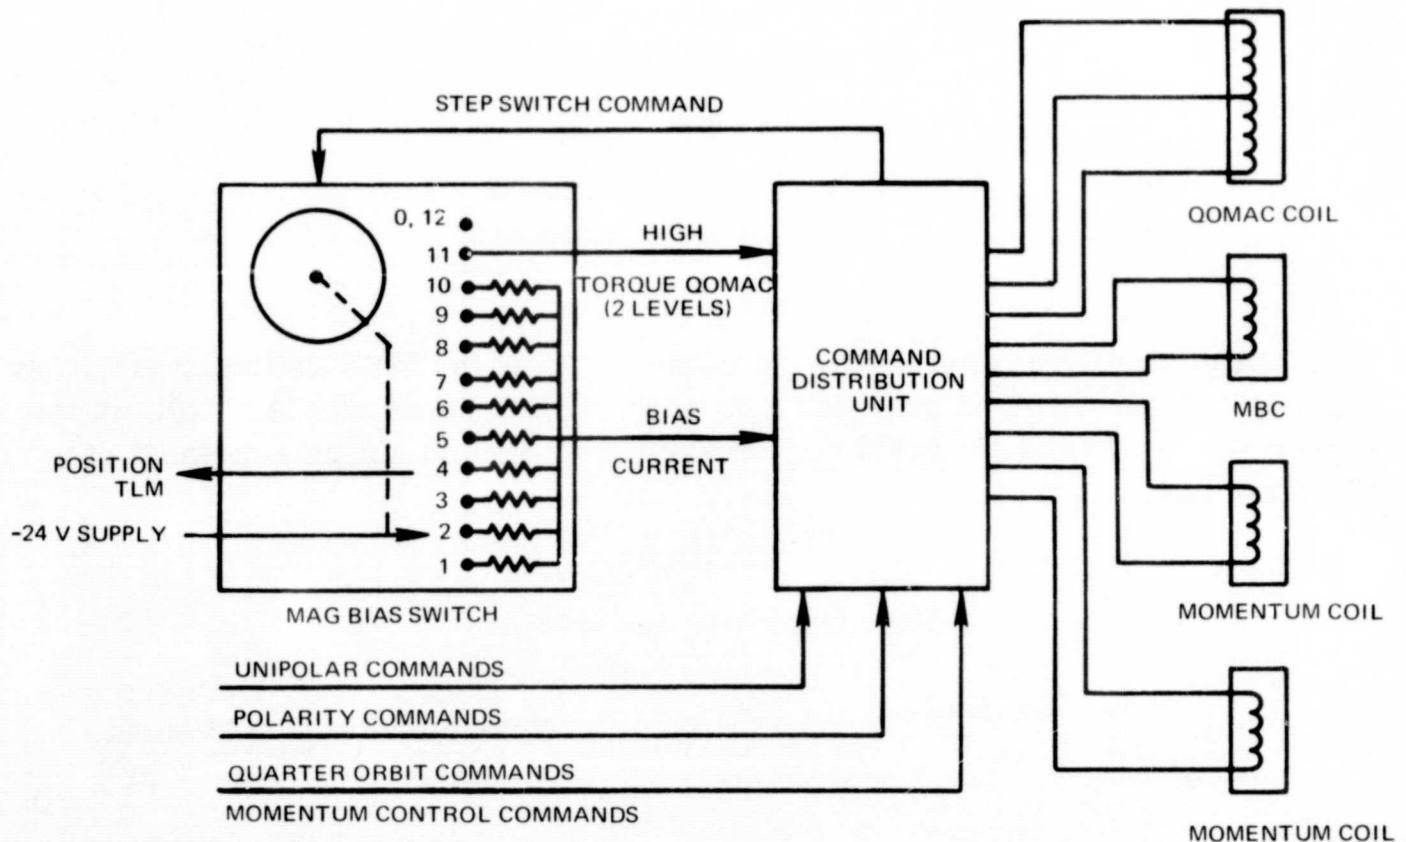 STEP SWITCH COMMAND
QOMAC COIL
0, 12
11
10
9
8
7
6
5
4
3
2
1
HIGH
TORQUE QOMAC
(2 LEVELS)
BIAS
CURRENT
COMMAND
DISTRIBUTION
UNIT
MBC
POSITION
TLM
-24 V SUPPLY
MAG BIAS SWITCH
MOMENTUM COIL
UNIPOLAR COMMANDS
POLARITY COMMANDS
QUARTER ORBIT COMMANDS
MOMENTUM CONTROL COMMANDS
MOMENTUM COIL